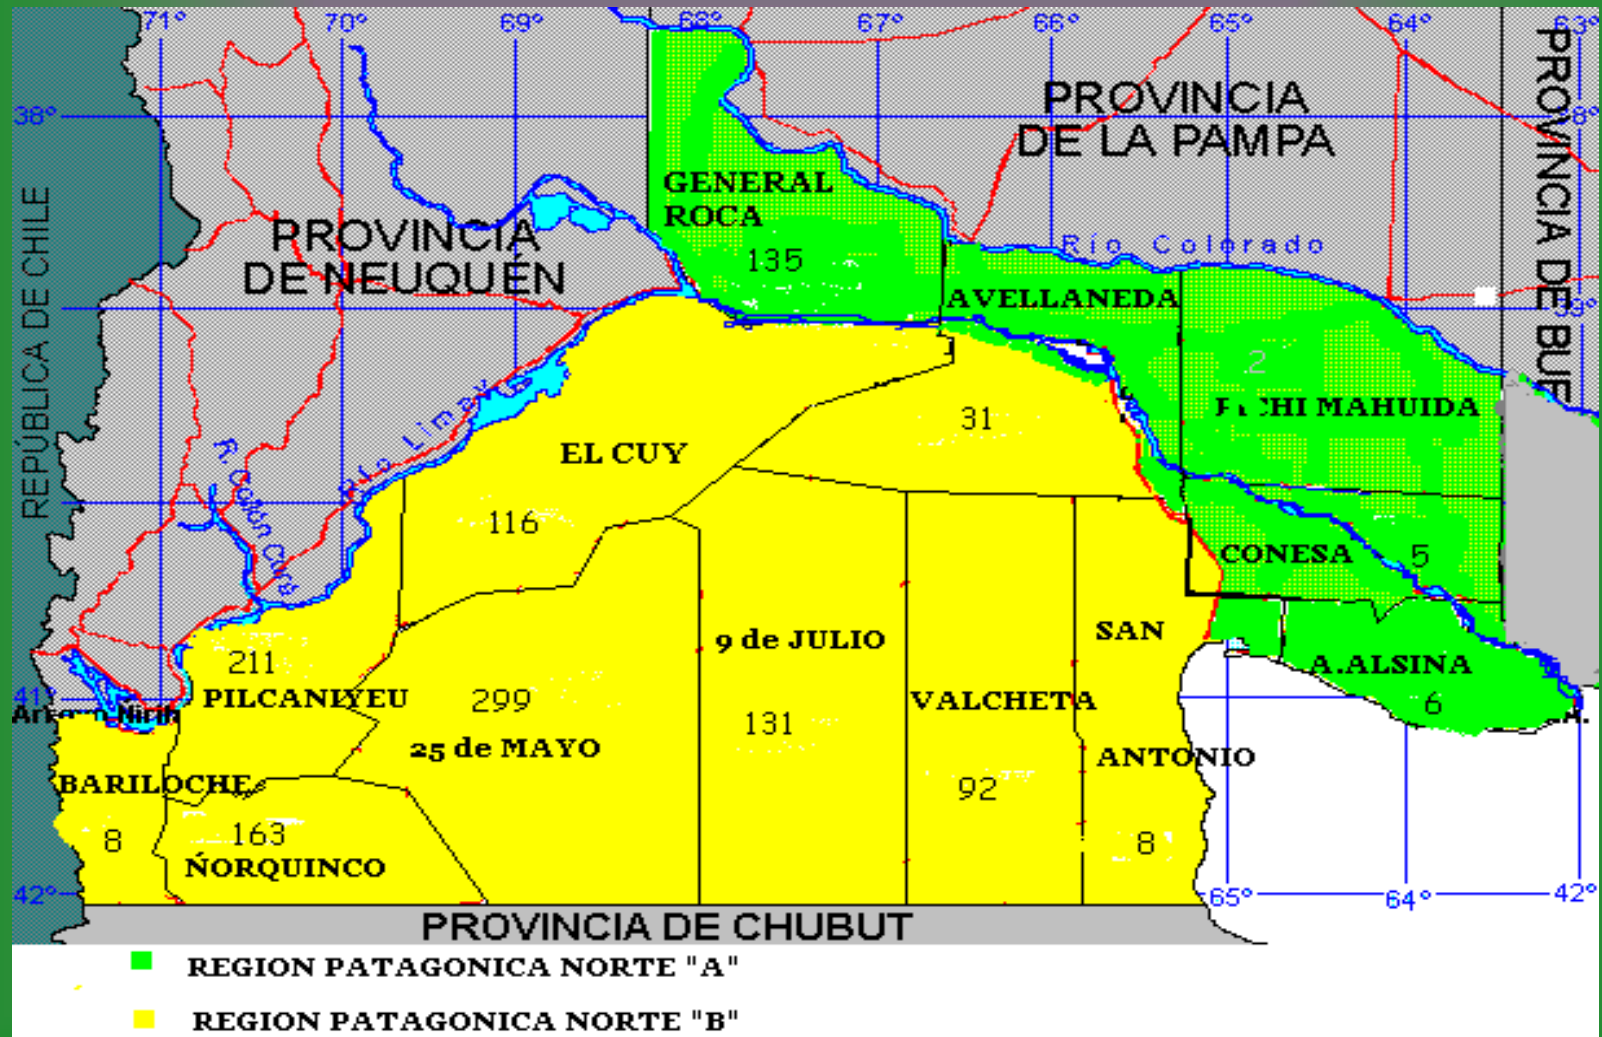 71° 70° 69° 68° 67° 66° 65° 64° 63°
38° 8°
PROVINCIA
DE LA PAMPA
PROVINCIA DE BUE
REPÚBLICA DE CHILE
GENERAL
ROCA
135
PROVINCIA
DE NEUQUÉN
Río Colorado
AVELLANEDA
39°
2
HI MAHUIDA
Río Limay
31
EL CUY
116
R. Collón Curá
CONESA 5
SAN
9 de JULIO
211
PILCANIYEU
A.ALSINA
6
41°
299
25 de MAYO
131
VALCHETA
92
ANTONIO
8
BARILOCHE
8
163
ÑORQUINCO
42° 65° 64° 42°
PROVINCIA DE CHUBUT
REGION PATAGONICA NORTE "A"
REGION PATAGONICA NORTE "B"